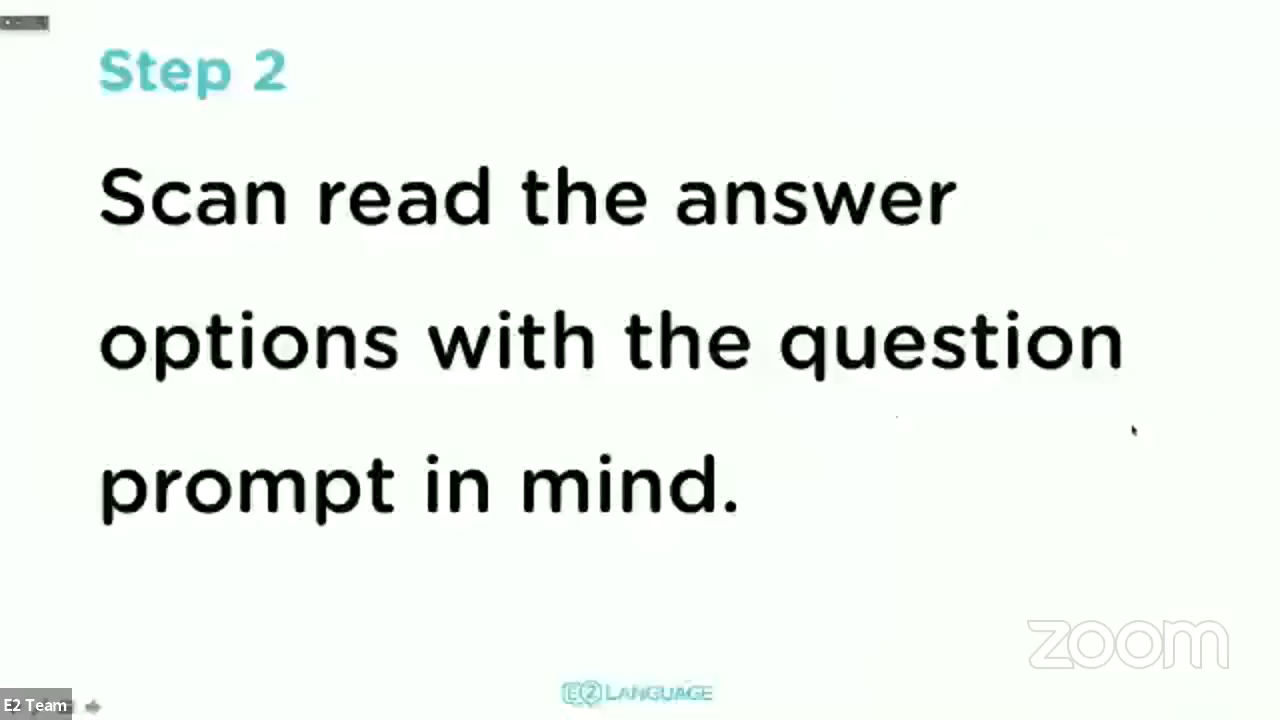 Step 2
Scan read the answer
options with the question
prompt in mind.
zoom
E2 LANGUAGE
E2 Team